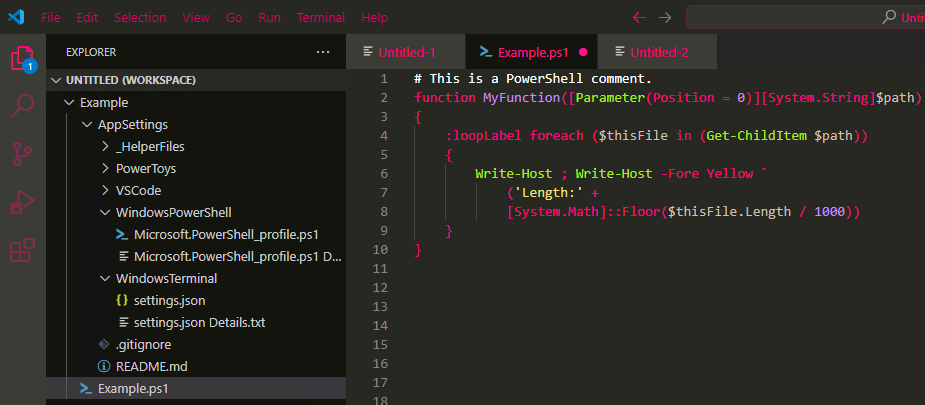 File Edit Selection View Go Run Terminal Help
Unti
EXPLORER ···
1
UNTITLED (WORKSPACE)
Example
AppSettings
_HelperFiles
PowerToys
VSCode
WindowsPowerShell
Microsoft.PowerShell_profile.ps1
Microsoft.PowerShell_profile.ps1 D...
WindowsTerminal
{} settings.json
settings.json Details.txt
.gitignore
README.md
Example.ps1
Untitled-1 Example.ps1 Untitled-2
1 # This is a PowerShell comment.
2 function MyFunction([Parameter(Position = 0)][System.String]$path)
3 {
4 :loopLabel foreach ($thisFile in (Get-ChildItem $path))
5 {
6 Write-Host ; Write-Host -Fore Yellow `
7 ('Length:' +
8 [System.Math]::Floor($thisFile.Length / 1000))
9 }
10 }
11
12
13
14
15
16
17
18